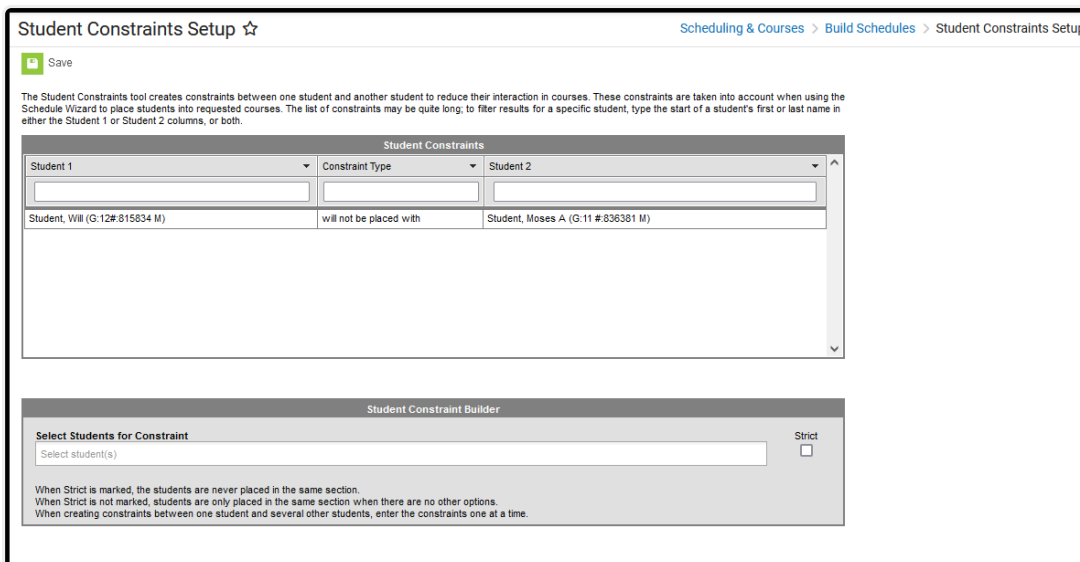 Student Constraints Setup
Scheduling & Courses > Build Schedules > Student Constraints Setup
Save
The Student Constraints tool creates constraints between one student and another student to reduce their interaction in courses. These constraints are taken into account when using the
Schedule Wizard to place students into requested courses. The list of constraints may be quite long; to filter results for a specific student, type the start of a student's first or last name in
either the Student 1 or Student 2 columns, or both.
Student Constraints
Student 1 Constraint Type Student 2
Student, Will (G:12#:815834 M) will not be placed with Student, Moses A (G:11 #:836381 M)
Student Constraint Builder
Select Students for Constraint Strict
Select student(s)
When Strict is marked, the students are never placed in the same section.
When Strict is not marked, students are only placed in the same section when there are no other options.
When creating constraints between one student and several other students, enter the constraints one at a time.